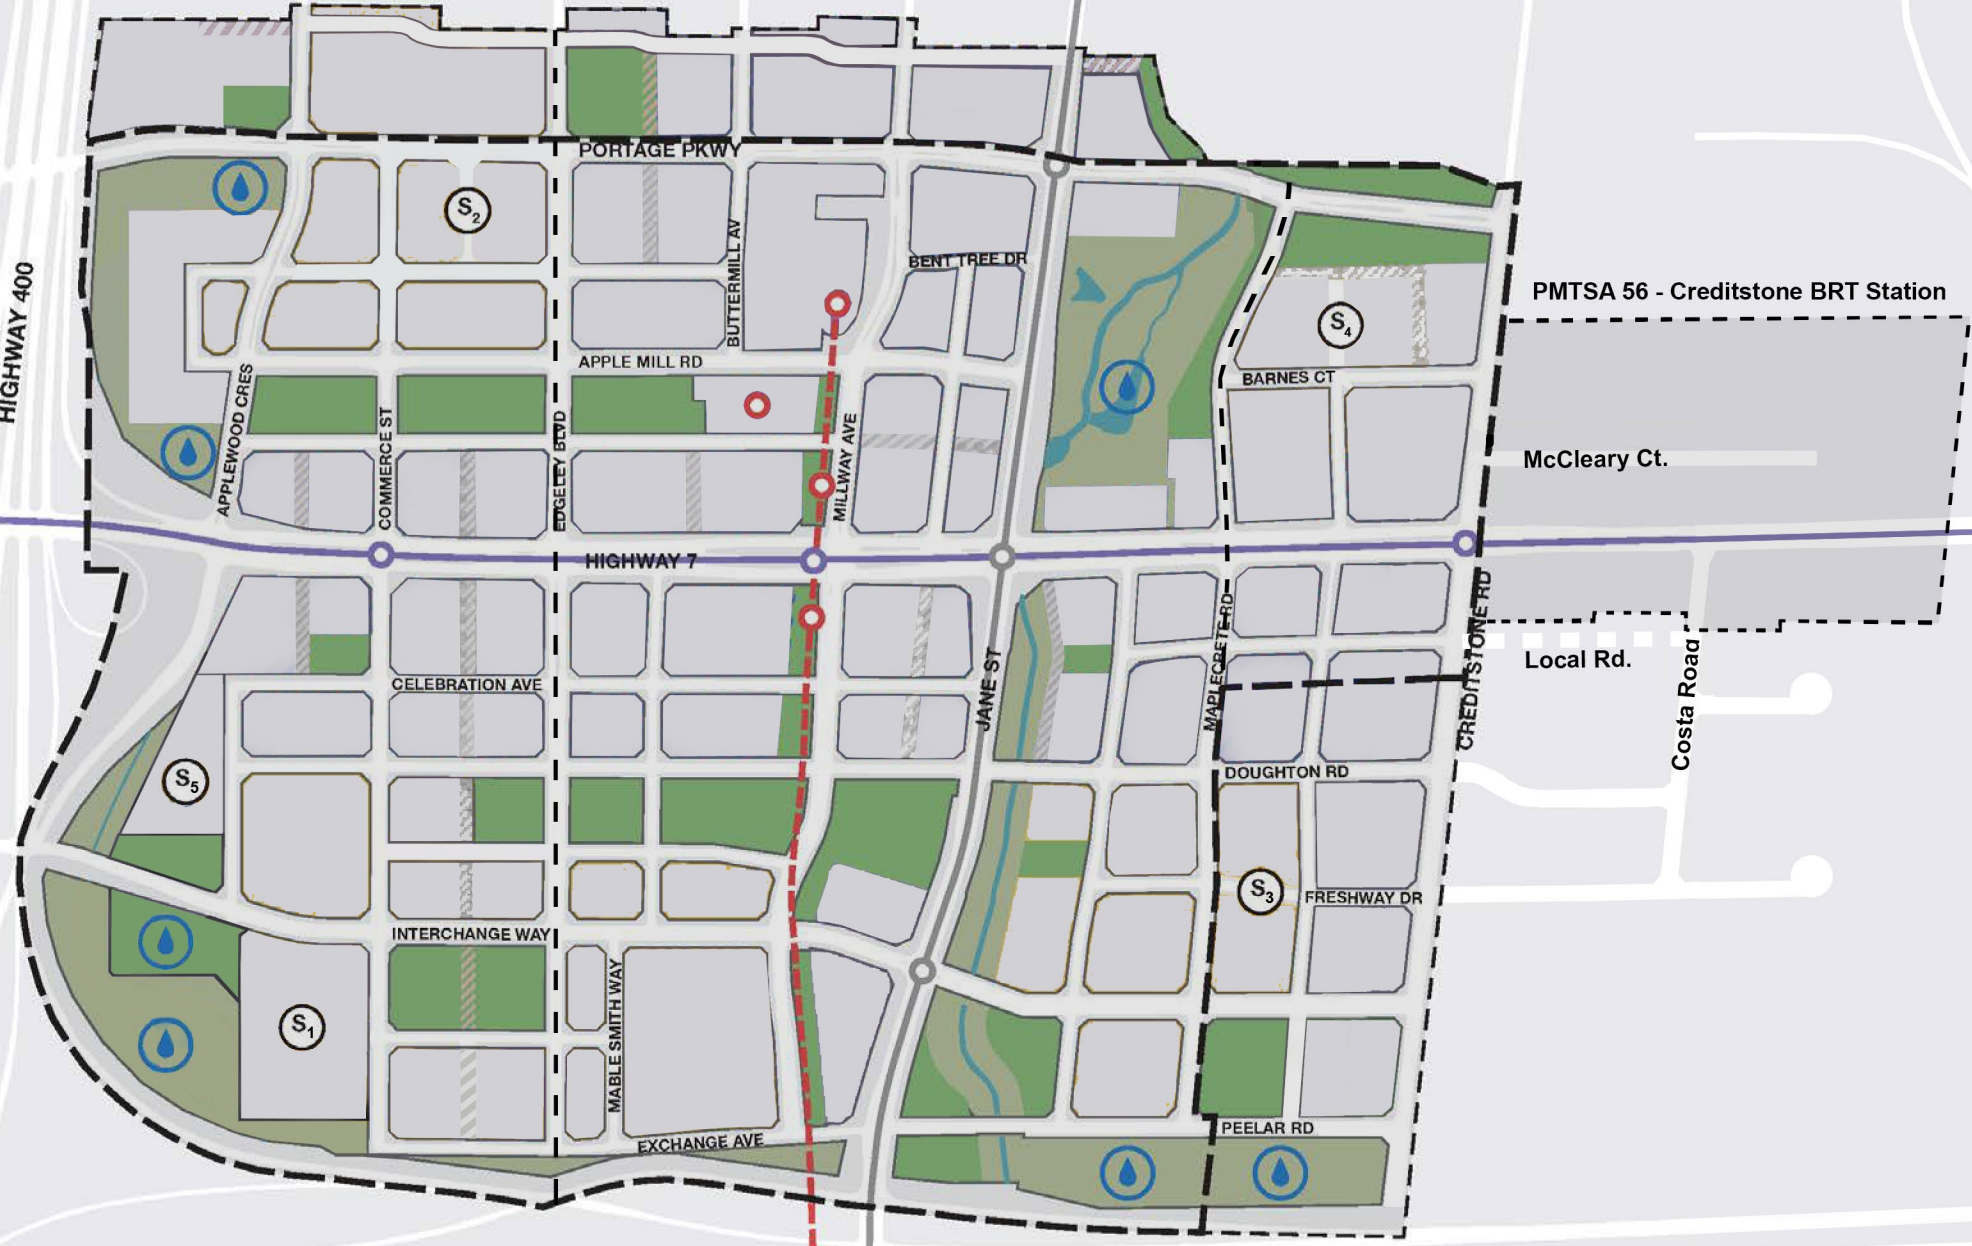 PORTAGE PKWY
S2
BUTTERMILL AV
BENT TREE DR
HIGHWAY 400
PMTSA 56 - Creditstone BRT Station
S4
APPLE MILL RD
BARNES CT
APPLEWOOD CRES
COMMERCE ST
EDGELEY BLVD
MILLWAY AVE
McCleary Ct.
HIGHWAY 7
CREDITSTONE RD
MAPLECRETE RD
JANE ST
Local Rd.
Costa Road
CELEBRATION AVE
S5
DOUGHTON RD
S3
FRESHWAY DR
INTERCHANGE WAY
MABLE SMITH WAY
S1
PEELAR RD
EXCHANGE AVE